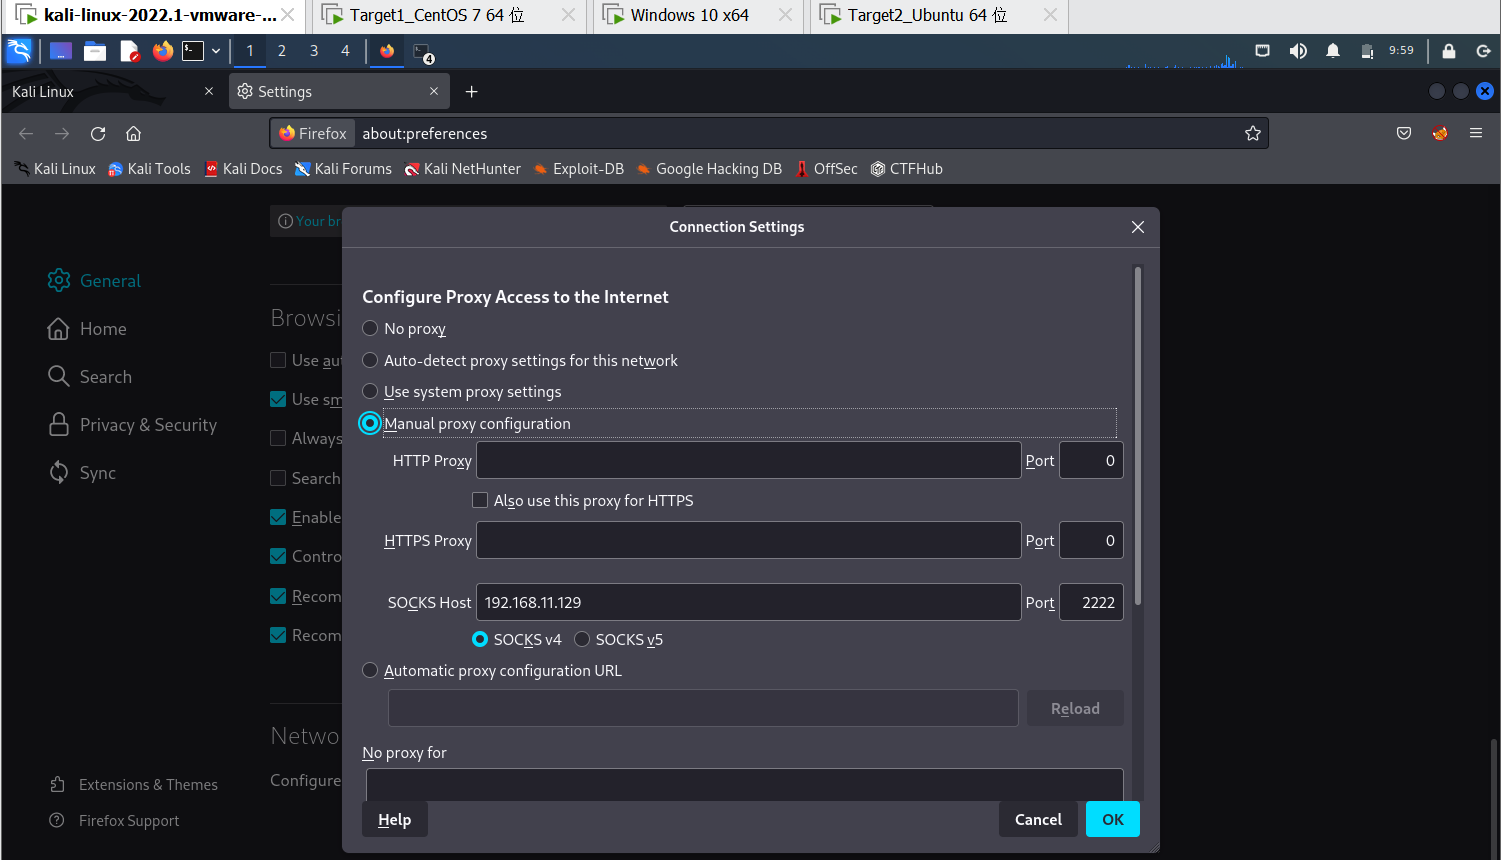 kali-linux-2022.1-vmware-...
Target1_CentOS 7 64 位
Windows 10 x64
Target2_Ubuntu 64 位
1 2 3 4
4
9:59
Kali Linux
Settings
Firefox
about:preferences
Kali Linux
Kali Tools
Kali Docs
Kali Forums
Kali NetHunter
Exploit-DB
Google Hacking DB
OffSec
CTFHub
Your br
General
Home
Search
Privacy & Security
Sync
Extensions & Themes
Firefox Support
Browsi
Use au
Use sm
Always
Search
Enable
Contro
Recom
Recom
Netwo
Configure
Connection Settings
Configure Proxy Access to the Internet
No proxy
Auto-detect proxy settings for this network
Use system proxy settings
Manual proxy configuration
HTTP Proxy Port 0
Also use this proxy for HTTPS
HTTPS Proxy Port 0
SOCKS Host 192.168.11.129 Port 2222
SOCKS v4 SOCKS v5
Automatic proxy configuration URL
Reload
No proxy for
Help Cancel OK